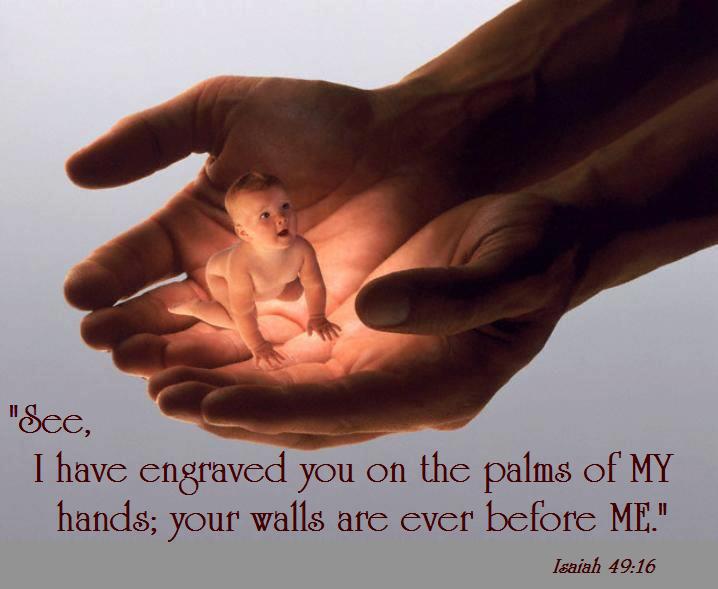 "See,
I have engraved you on the palms of MY
hands; your walls are ever before ME."
Isaiah 49:16